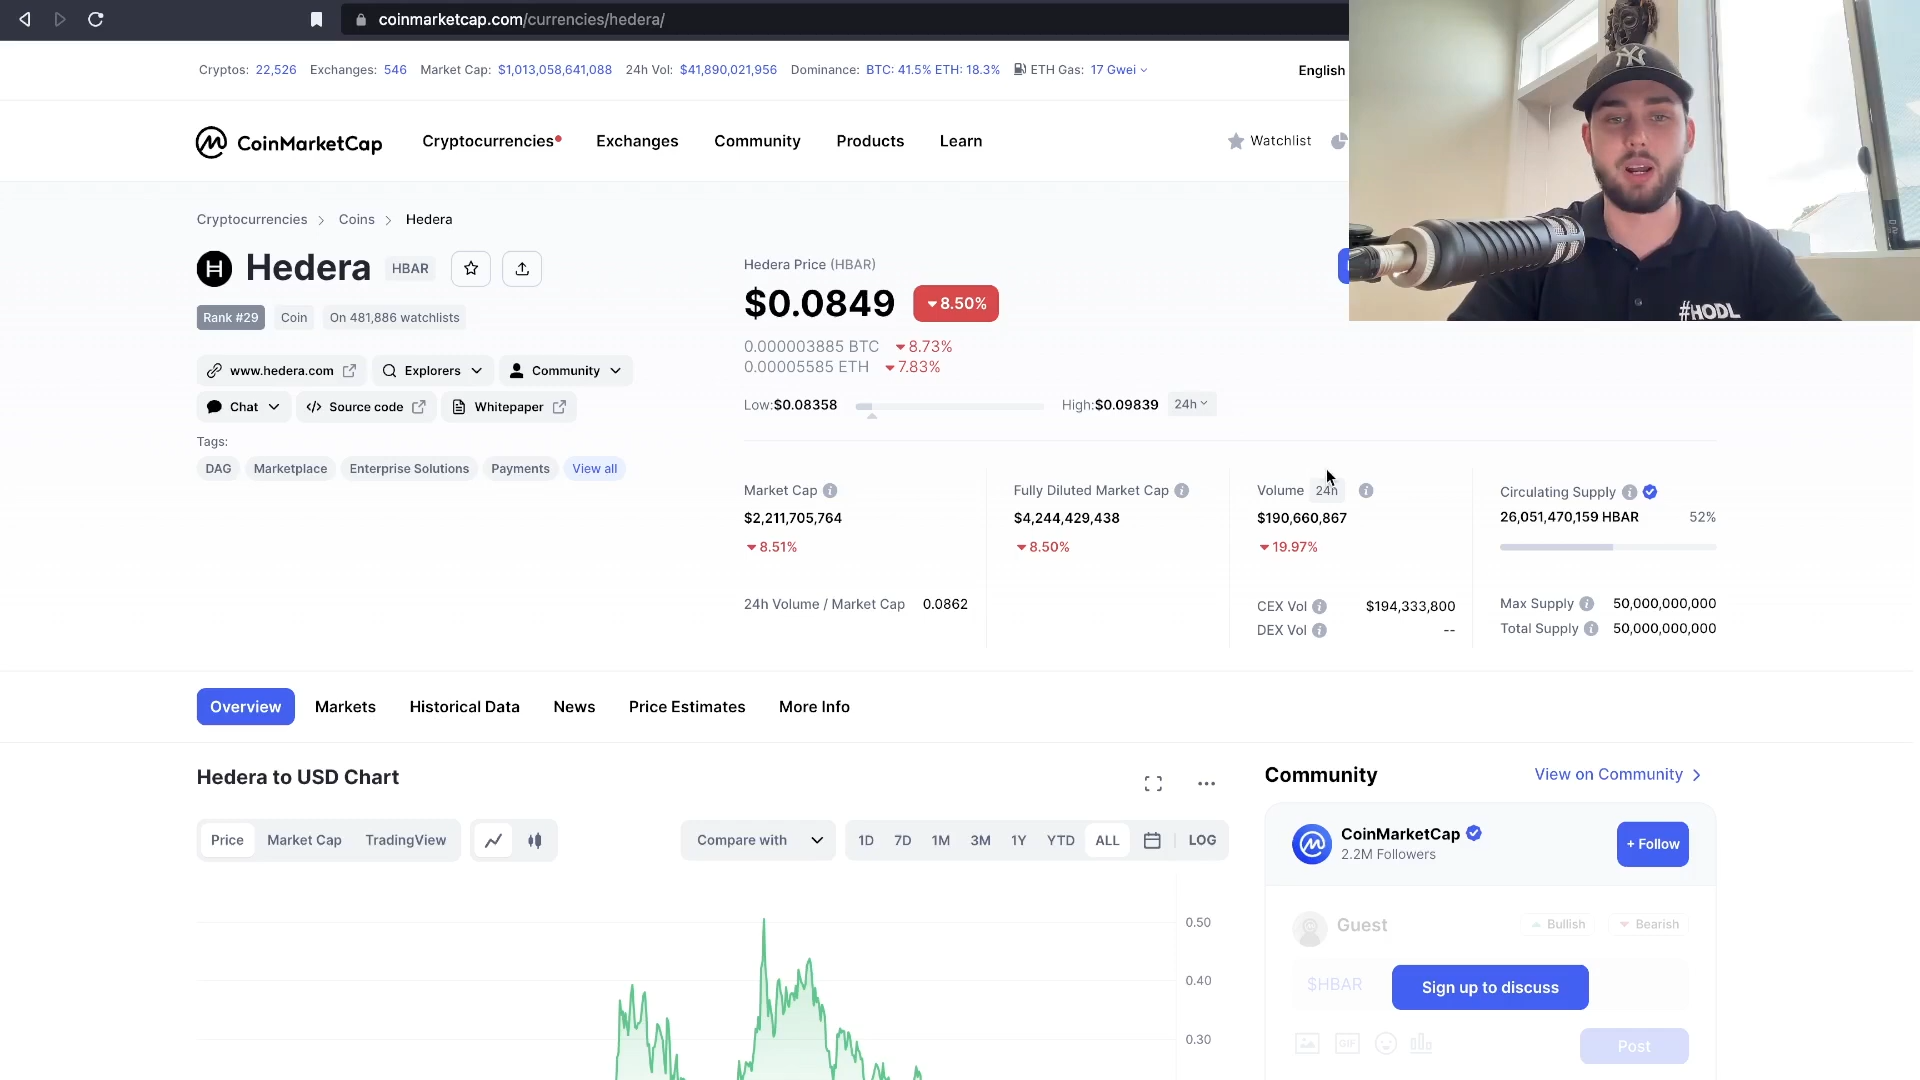 coinmarketcap.com/currencies/hedera/
Cryptos: 22,526 Exchanges: 546 Market Cap: $1,013,058,641,088 24h Vol: $41,890,021,956 Dominance: BTC: 41.5% ETH: 18.3% ETH Gas: 17 Gwei
English
CoinMarketCap
Cryptocurrencies Exchanges Community Products Learn
Watchlist
Cryptocurrencies > Coins > Hedera
Hedera HBAR
Rank #29 Coin On 481,886 watchlists
www.hedera.com Explorers Community
Chat Source code Whitepaper
Tags:
DAG Marketplace Enterprise Solutions Payments View all
Hedera Price (HBAR)
$0.0849 8.50%
0.000003885 BTC 8.73%
0.00005585 ETH 7.83%
Low:$0.08358 High:$0.09839 24h
Market Cap
$2,211,705,764
8.51%
24h Volume / Market Cap 0.0862
Fully Diluted Market Cap
$4,244,429,438
8.50%
Volume 24h
$190,660,867
19.97%
CEX Vol $194,333,800
DEX Vol --
Circulating Supply
26,051,470,159 HBAR 52%
Max Supply 50,000,000,000
Total Supply 50,000,000,000
#HODL
NY
Overview Markets Historical Data News Price Estimates More Info
Hedera to USD Chart
Price Market Cap TradingView
Compare with 1D 7D 1M 3M 1Y YTD ALL LOG
0.50
0.40
0.30
Community View on Community >
CoinMarketCap
2.2M Followers
+ Follow
Guest Bullish Bearish
$HBAR
Sign up to discuss
GIF
Post